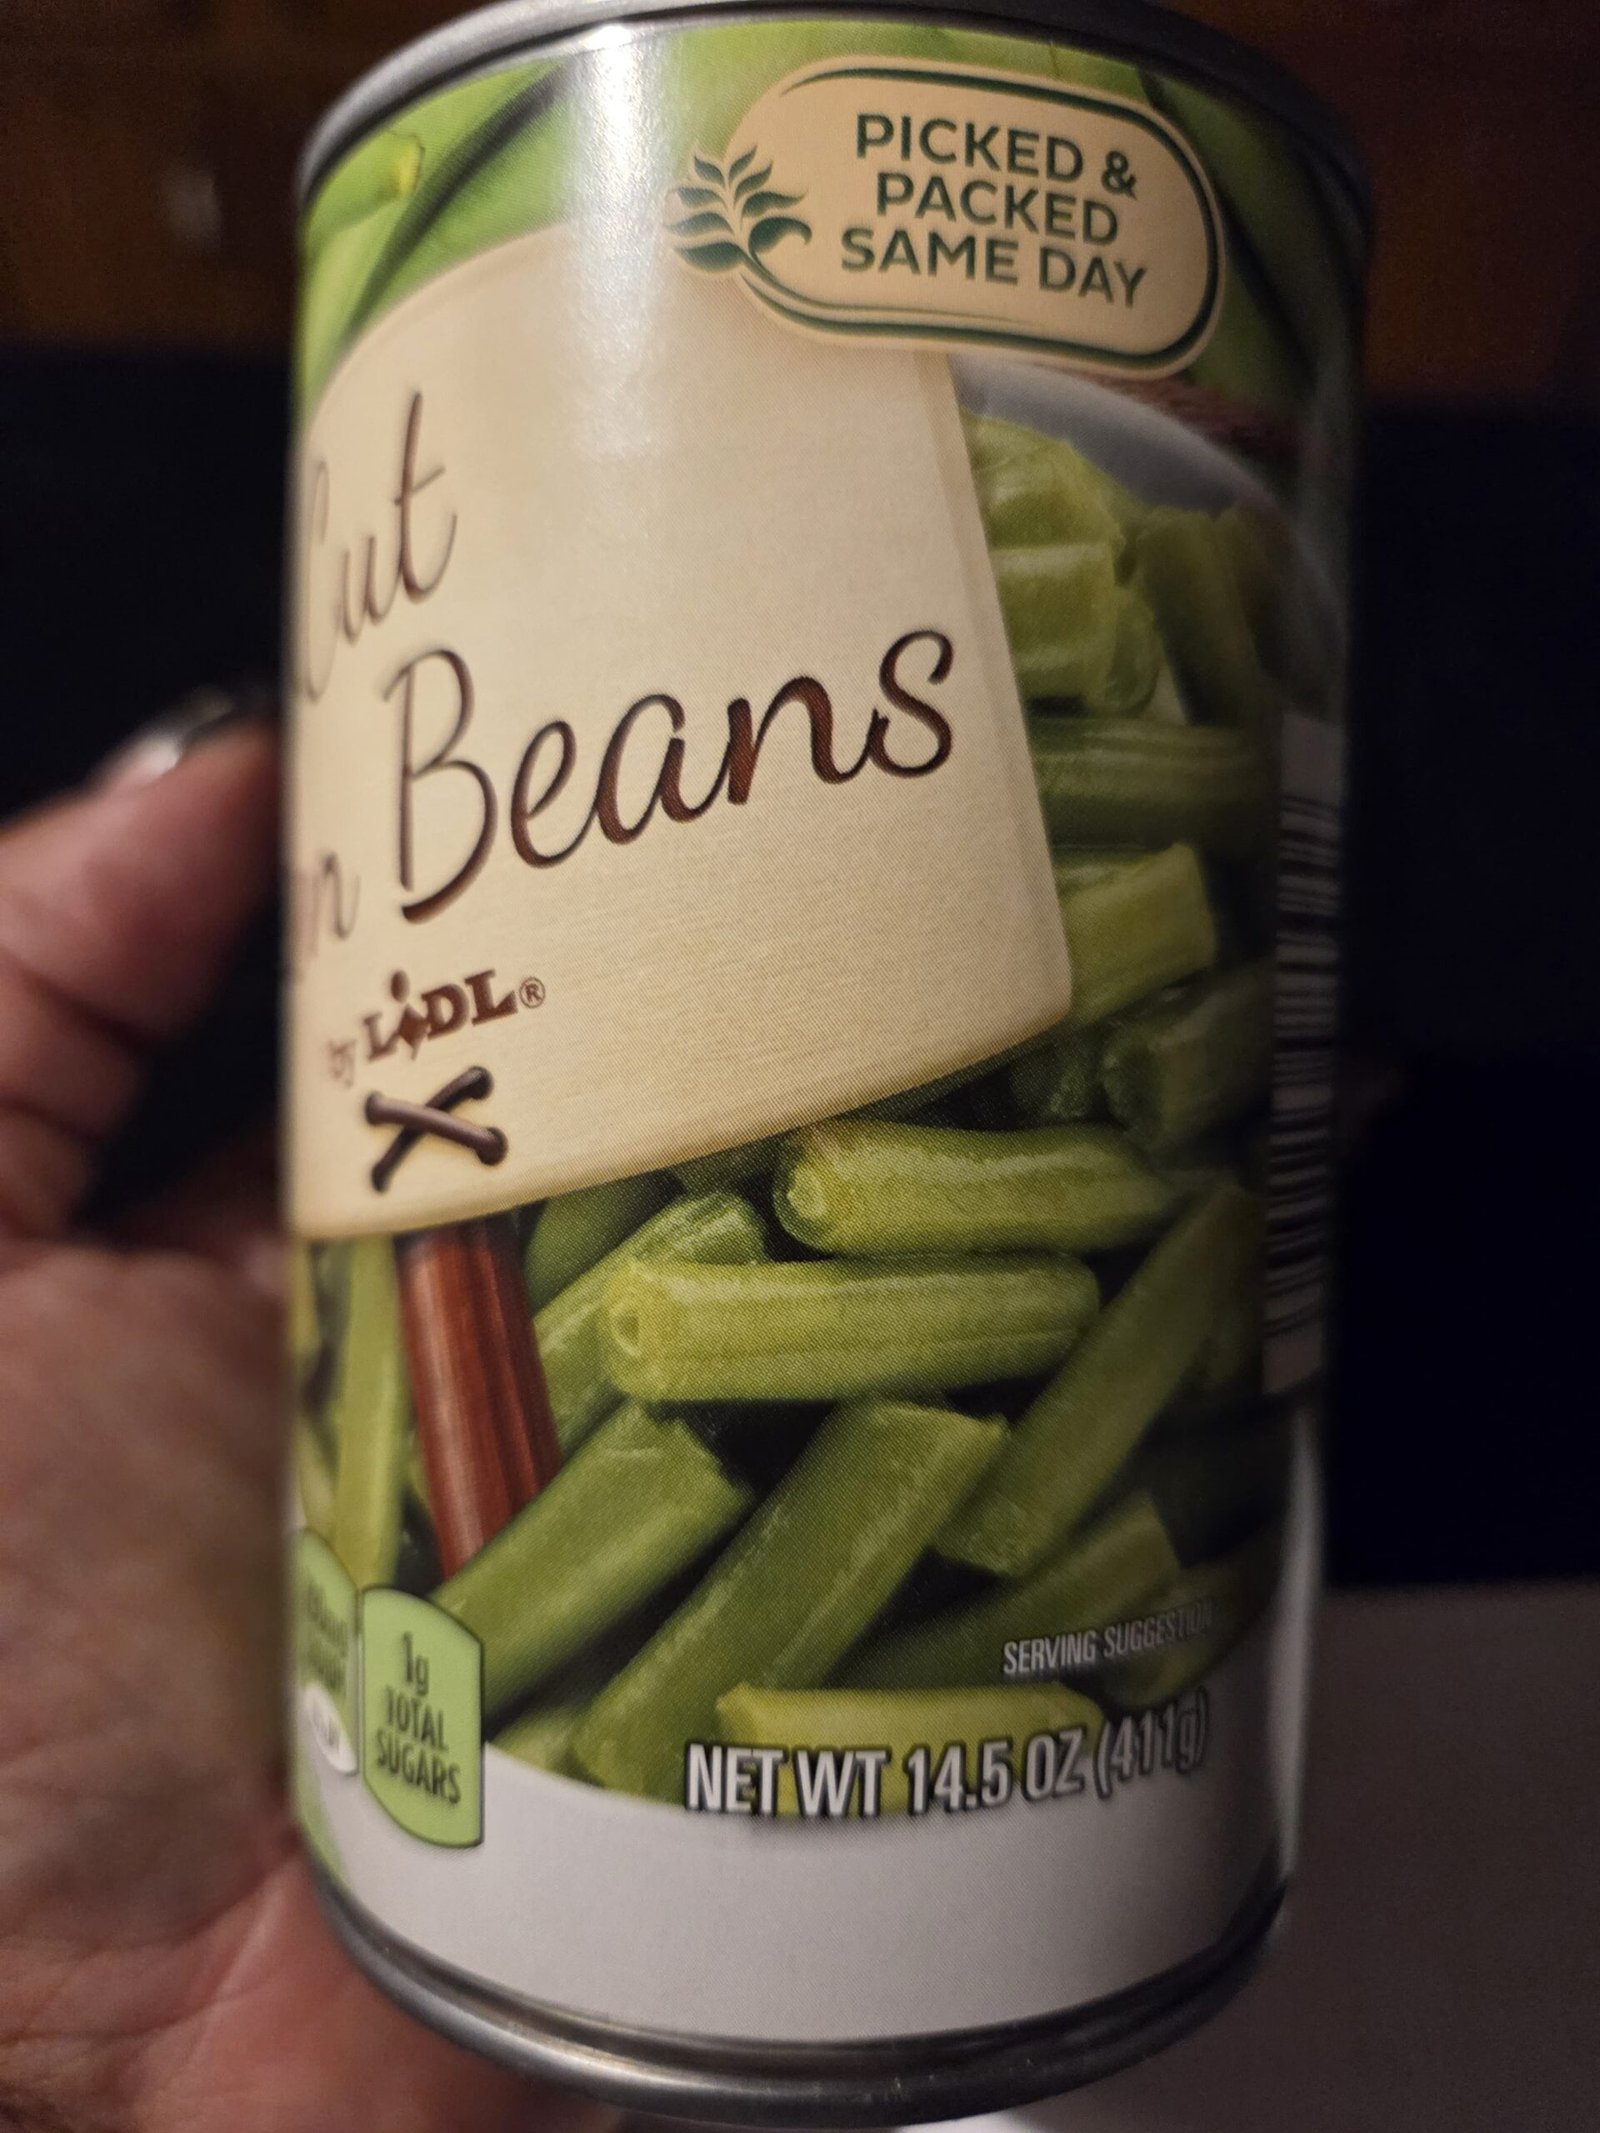 PICKED &
PACKED
SAME DAY
Cut
Beans
by LIDL®
1g
TOTAL
SUGARS
SERVING SUGGESTION
NET WT 14.5 OZ (411g)